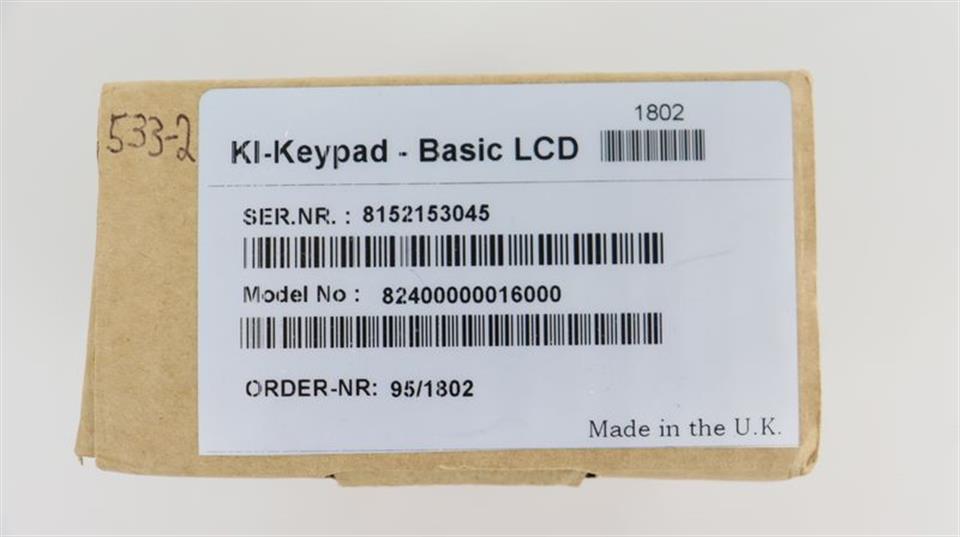 533-2
1802
KI-Keypad - Basic LCD
SER.NR. : 8152153045
Model No : 82400000016000
ORDER-NR: 95/1802
Made in the U.K.